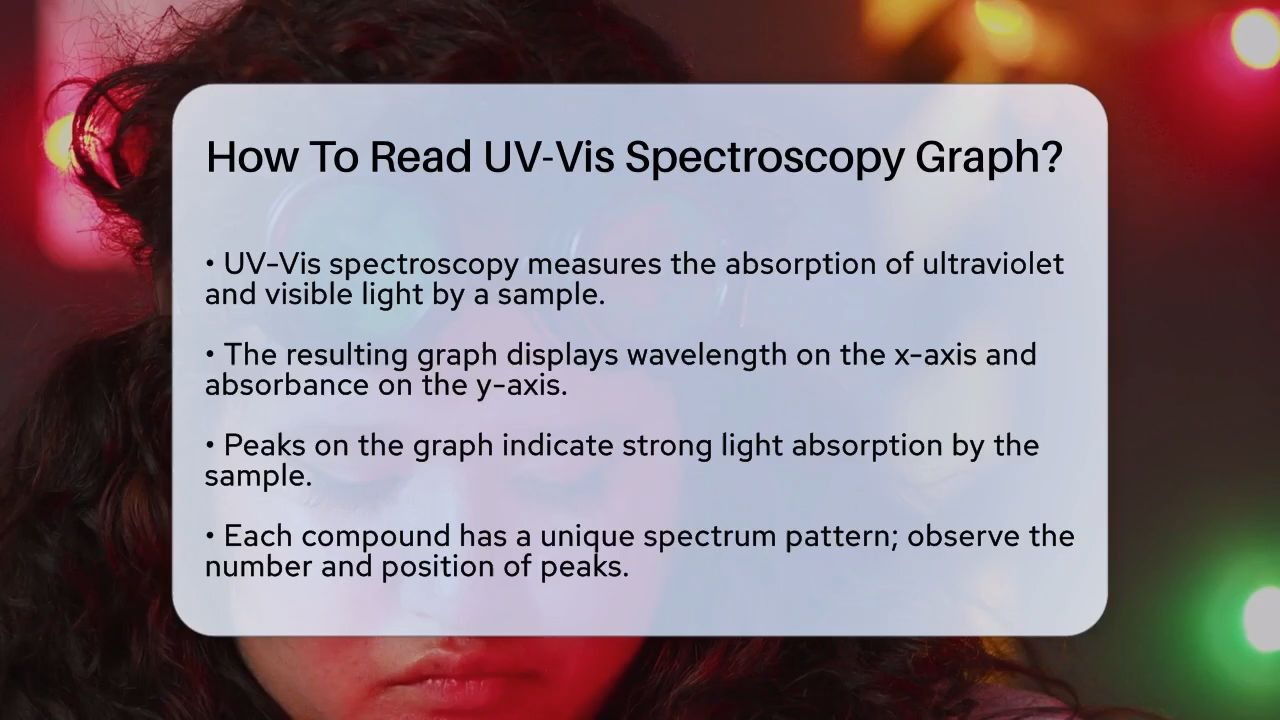 How To Read UV-Vis Spectroscopy Graph?
• UV-Vis spectroscopy measures the absorption of ultraviolet
and visible light by a sample.
• The resulting graph displays wavelength on the x-axis and
absorbance on the y-axis.
• Peaks on the graph indicate strong light absorption by the
sample.
• Each compound has a unique spectrum pattern; observe the
number and position of peaks.